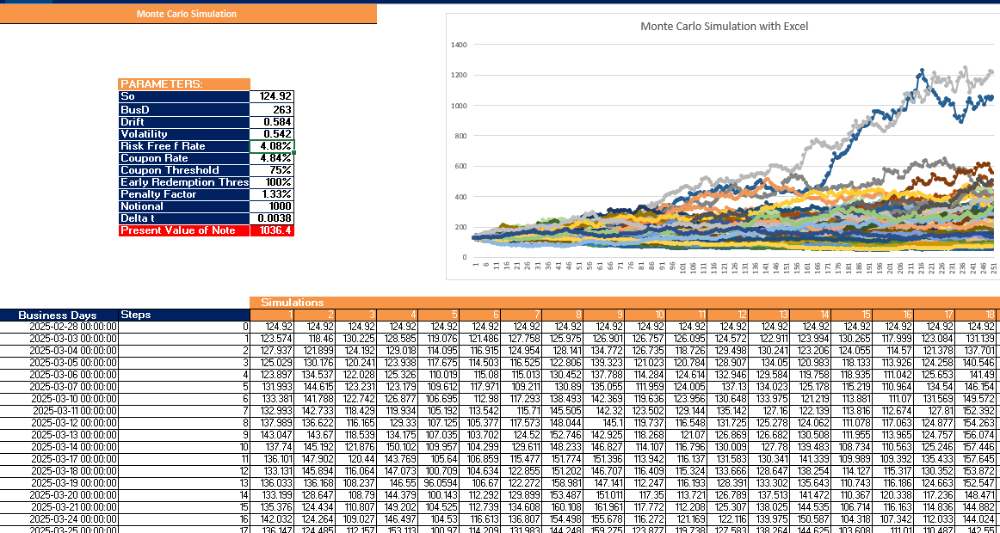 Monte Carlo Simulation
Monte Carlo Simulation with Excel
1400
1200
1000
800
600
400
200
0
1 6 11 16 21 26 31 36 41 46 51 56 61 66 71 76 81 86 91 96 101 106 111 116 121 126 131 136 141 146 151 156 161 166 171 176 181 186 191 196 201 206 211 216 221 226 231 236 241 246 251
PARAMETERS:
So 124.92
BusD 263
Drift 0.584
Volatility 0.542
Risk Free f Rate 4.08%
Coupon Rate 4.84%
Coupon Threshold 75%
Early Redemption Thres 100%
Penalty Factor 1.33%
Notional 1000
Delta t 0.0038
Present Value of Note 1036.4
Simulations
Business Days Steps 1 2 3 4 5 6 7 8 9 10 11 12 13 14 15 16 17 18
2025-02-28 00:00:00 0 124.92 124.92 124.92 124.92 124.92 124.92 124.92 124.92 124.92 124.92 124.92 124.92 124.92 124.92 124.92 124.92 124.92 124.92
2025-03-03 00:00:00 1 123.574 118.46 130.225 128.585 119.076 121.486 127.758 125.975 126.901 126.757 126.095 124.572 122.911 123.994 130.265 117.999 123.084 131.139
2025-03-04 00:00:00 2 127.937 121.899 124.192 129.018 114.095 116.915 124.954 128.141 134.772 126.735 118.726 129.498 130.241 123.206 124.055 114.57 121.378 137.701
2025-03-05 00:00:00 3 125.029 130.176 120.241 123.938 117.675 114.503 116.525 122.806 139.323 121.023 120.784 128.907 134.05 120.983 118.133 113.926 124.258 140.546
2025-03-06 00:00:00 4 123.897 134.537 122.028 125.326 110.019 115.08 115.013 130.452 137.788 114.284 124.614 132.946 129.584 119.758 118.935 111.042 125.653 141.49
2025-03-07 00:00:00 5 131.993 144.615 123.231 123.179 109.612 117.971 109.211 130.89 135.055 111.959 124.005 137.13 134.023 125.178 115.219 110.964 134.54 146.154
2025-03-10 00:00:00 6 133.381 141.788 122.742 126.877 106.695 112.98 117.293 138.493 142.369 119.636 123.956 130.648 133.975 121.219 113.881 111.07 131.569 149.572
2025-03-11 00:00:00 7 132.993 142.733 118.429 119.934 105.192 113.542 115.71 145.505 142.32 123.502 129.144 135.142 127.16 122.139 113.816 112.674 127.81 152.392
2025-03-12 00:00:00 8 137.989 136.622 116.165 129.33 107.125 105.377 117.573 148.044 145.1 119.737 116.548 131.725 125.278 124.062 111.078 117.063 124.877 154.263
2025-03-13 00:00:00 9 143.047 143.67 118.539 134.175 107.035 103.702 124.52 152.746 142.925 118.268 121.07 126.869 126.682 130.508 111.955 113.965 124.757 156.074
2025-03-14 00:00:00 10 137.74 145.192 121.876 150.102 109.957 104.299 129.611 148.233 146.827 114.107 116.796 130.009 127.78 139.483 108.734 110.563 125.246 157.446
2025-03-17 00:00:00 11 136.101 147.902 120.44 143.769 105.64 106.859 115.477 151.774 151.396 113.942 116.137 131.583 130.341 141.339 109.989 109.392 135.433 157.645
2025-03-18 00:00:00 12 133.131 145.894 116.064 147.073 100.709 104.634 122.855 151.202 146.707 116.409 115.324 133.666 128.647 138.254 114.127 115.317 130.352 153.872
2025-03-19 00:00:00 13 136.033 136.168 108.237 146.55 96.0594 106.67 122.272 158.981 147.141 112.247 116.193 128.391 133.302 135.643 110.743 116.186 124.663 152.547
2025-03-20 00:00:00 14 133.199 128.647 108.79 144.379 100.143 112.292 129.899 153.487 151.011 117.35 113.721 126.789 137.513 141.472 110.367 120.338 117.236 148.471
2025-03-21 00:00:00 15 135.376 124.434 110.807 149.202 104.525 112.739 134.608 160.108 161.961 117.772 112.208 125.307 138.025 144.535 106.714 116.163 114.836 144.882
2025-03-24 00:00:00 16 142.032 124.264 109.027 146.497 104.53 116.613 136.807 154.498 155.678 116.272 121.169 122.116 139.975 150.587 104.318 107.342 112.033 144.024
2025-03-25 00:00:00 17 136.147 124.485 112.157 153.113 100.97 114.209 131.983 144.248 159.275 123.877 119.738 127.583 138.264 144.325 103.608 111.01 108.487 142.55